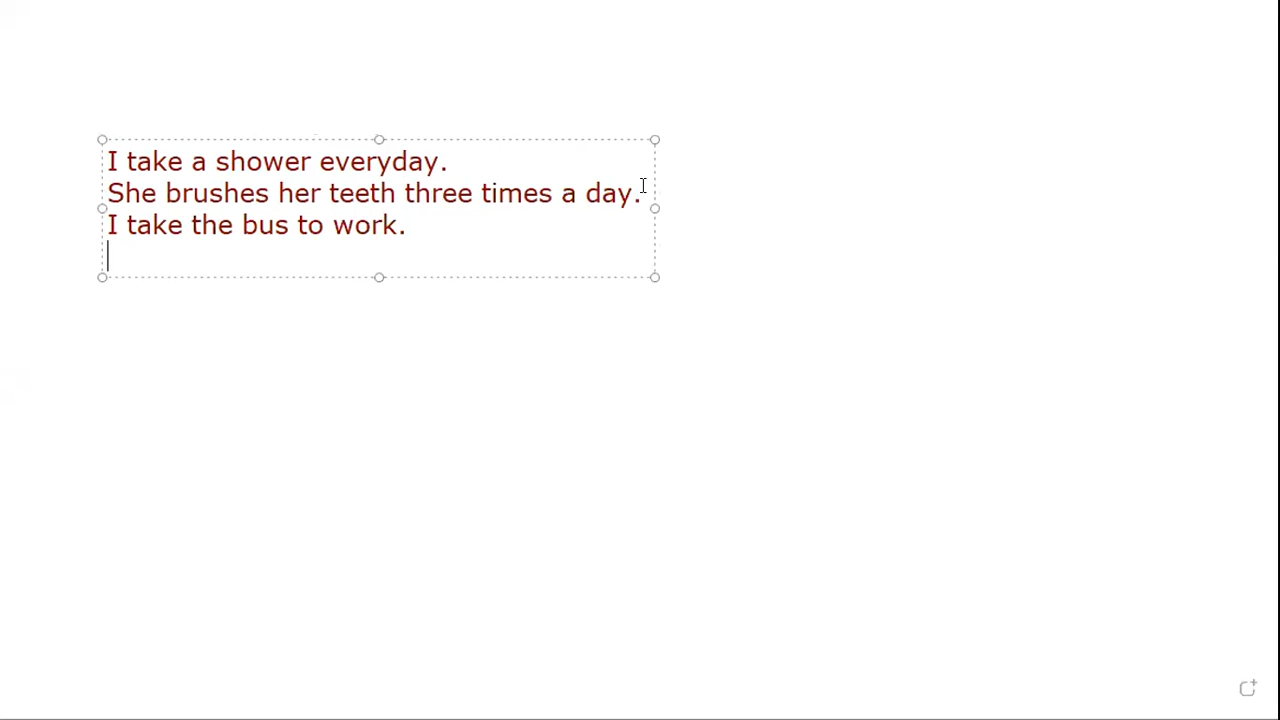 I take a shower everyday.
She brushes her teeth three times a day.
I take the bus to work.